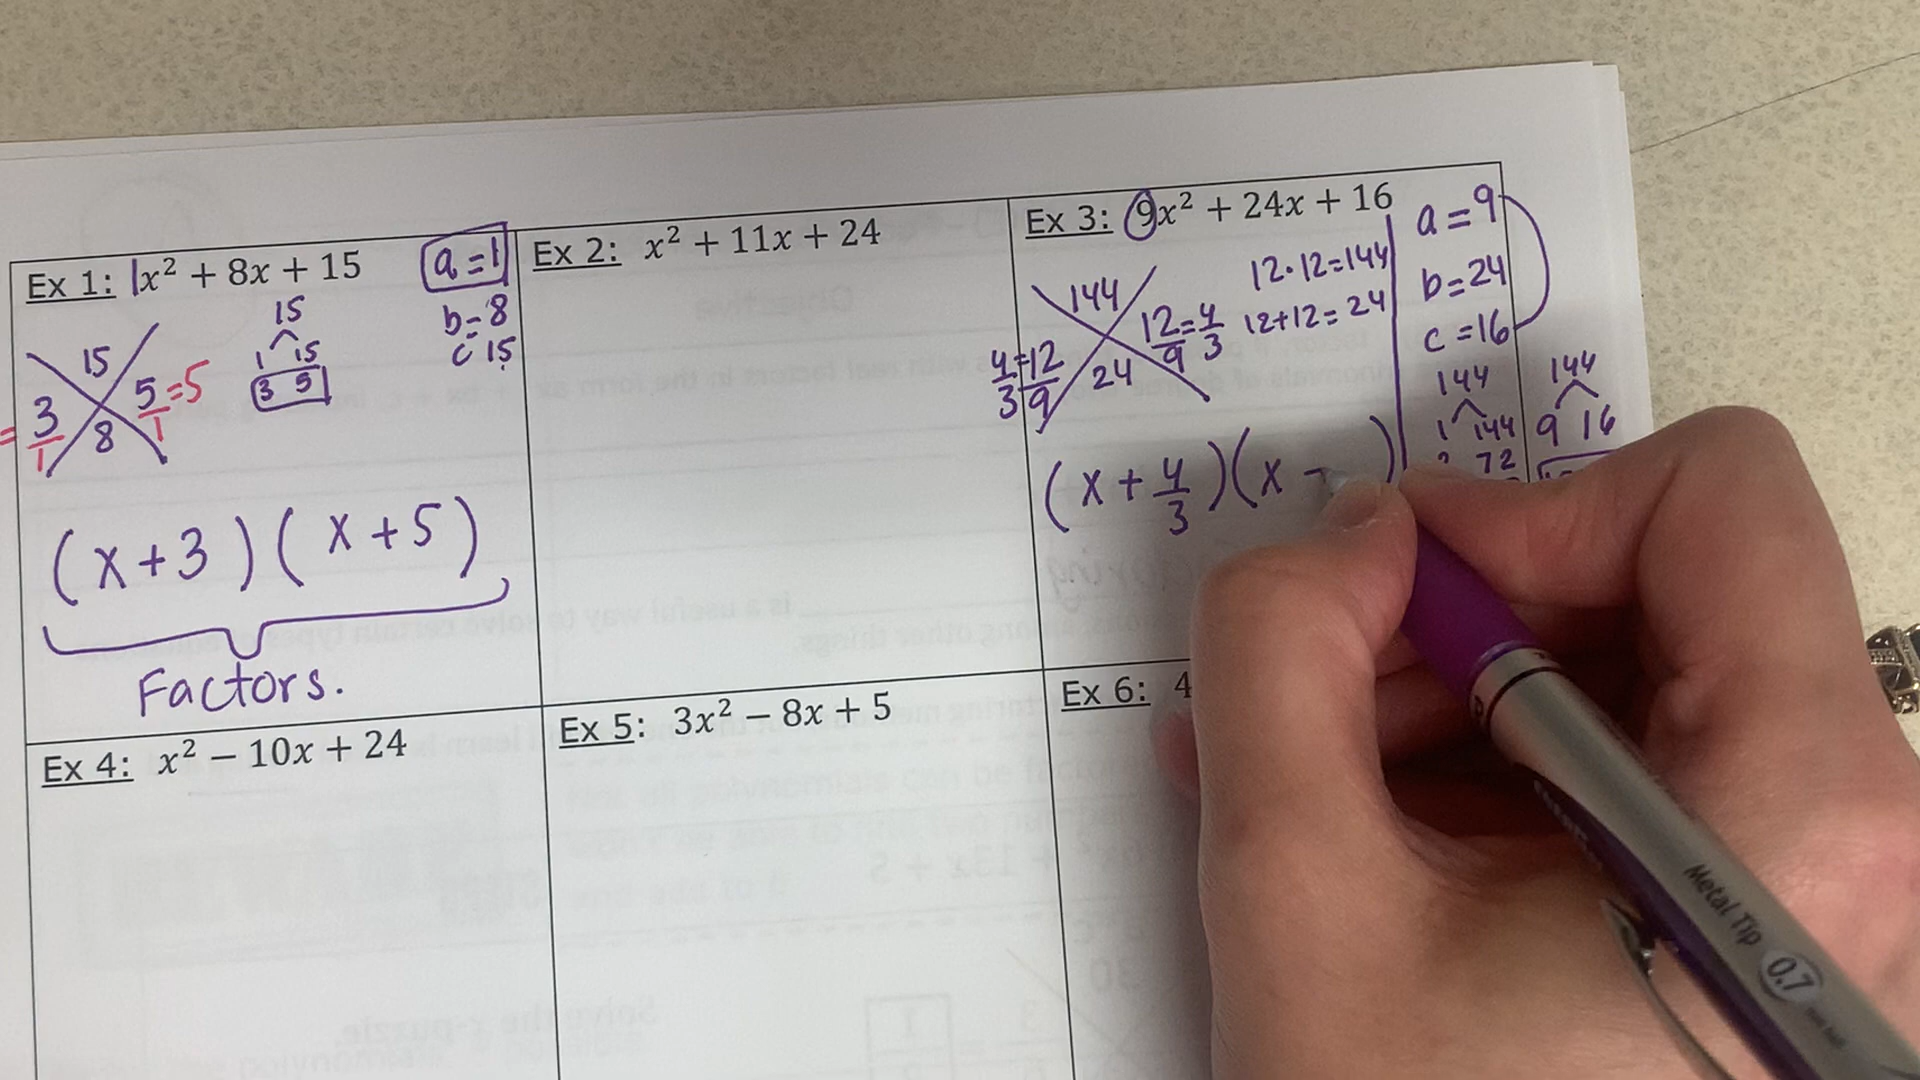 Ex 1: 1x² + 8x + 15
a = 1
b = 8
c = 15
15
1 15
3 5
15
3/1
5/1 = 5
8
(x + 3)(x + 5)
Factors.
Ex 2: x² + 11x + 24
Ex 3: 9x² + 24x + 16
a = 9
b = 24
c = 16
12·12=144
12+12=24
144
4/3 = 12/9
12/9 = 4/3
24
144
1 144
72
144
9 16
(x + 4/3)(x
Ex 4: x² − 10x + 24
Ex 5: 3x² − 8x + 5
Ex 6: 4
Metal Tip
0.7